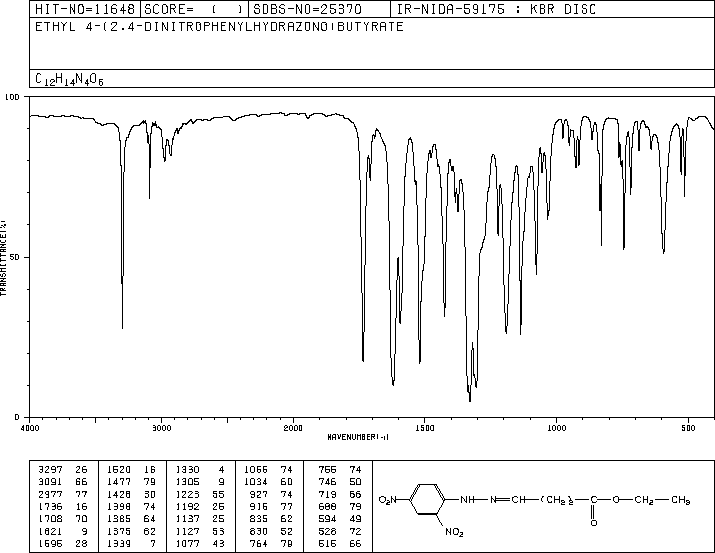 HIT-NO=11648 SCORE= ( ) SDBS-NO=25370 IR-NIDA-59175 : KBR DISC
ETHYL 4-(2,4-DINITROPHENYLHYDRAZONO)BUTYRATE
C12H14N4O6
100
TRANSMITTANCE(%)
50
0
4000 3000 2000 1500 1000 500
WAVENUMBER(-1)
3297 26 1520 16 1330 4 1066 74 755 74
3091 66 1477 79 1305 9 1034 60 746 50
2977 77 1428 30 1223 55 927 74 719 66
1736 16 1398 74 1192 25 916 77 688 79
1708 70 1385 64 1137 25 835 62 594 49
1621 9 1375 62 1127 53 830 52 528 72
1595 28 1339 7 1077 43 764 79 515 66
O2N NH N=CH (CH2)2 C O CH2 CH3
NO2 O